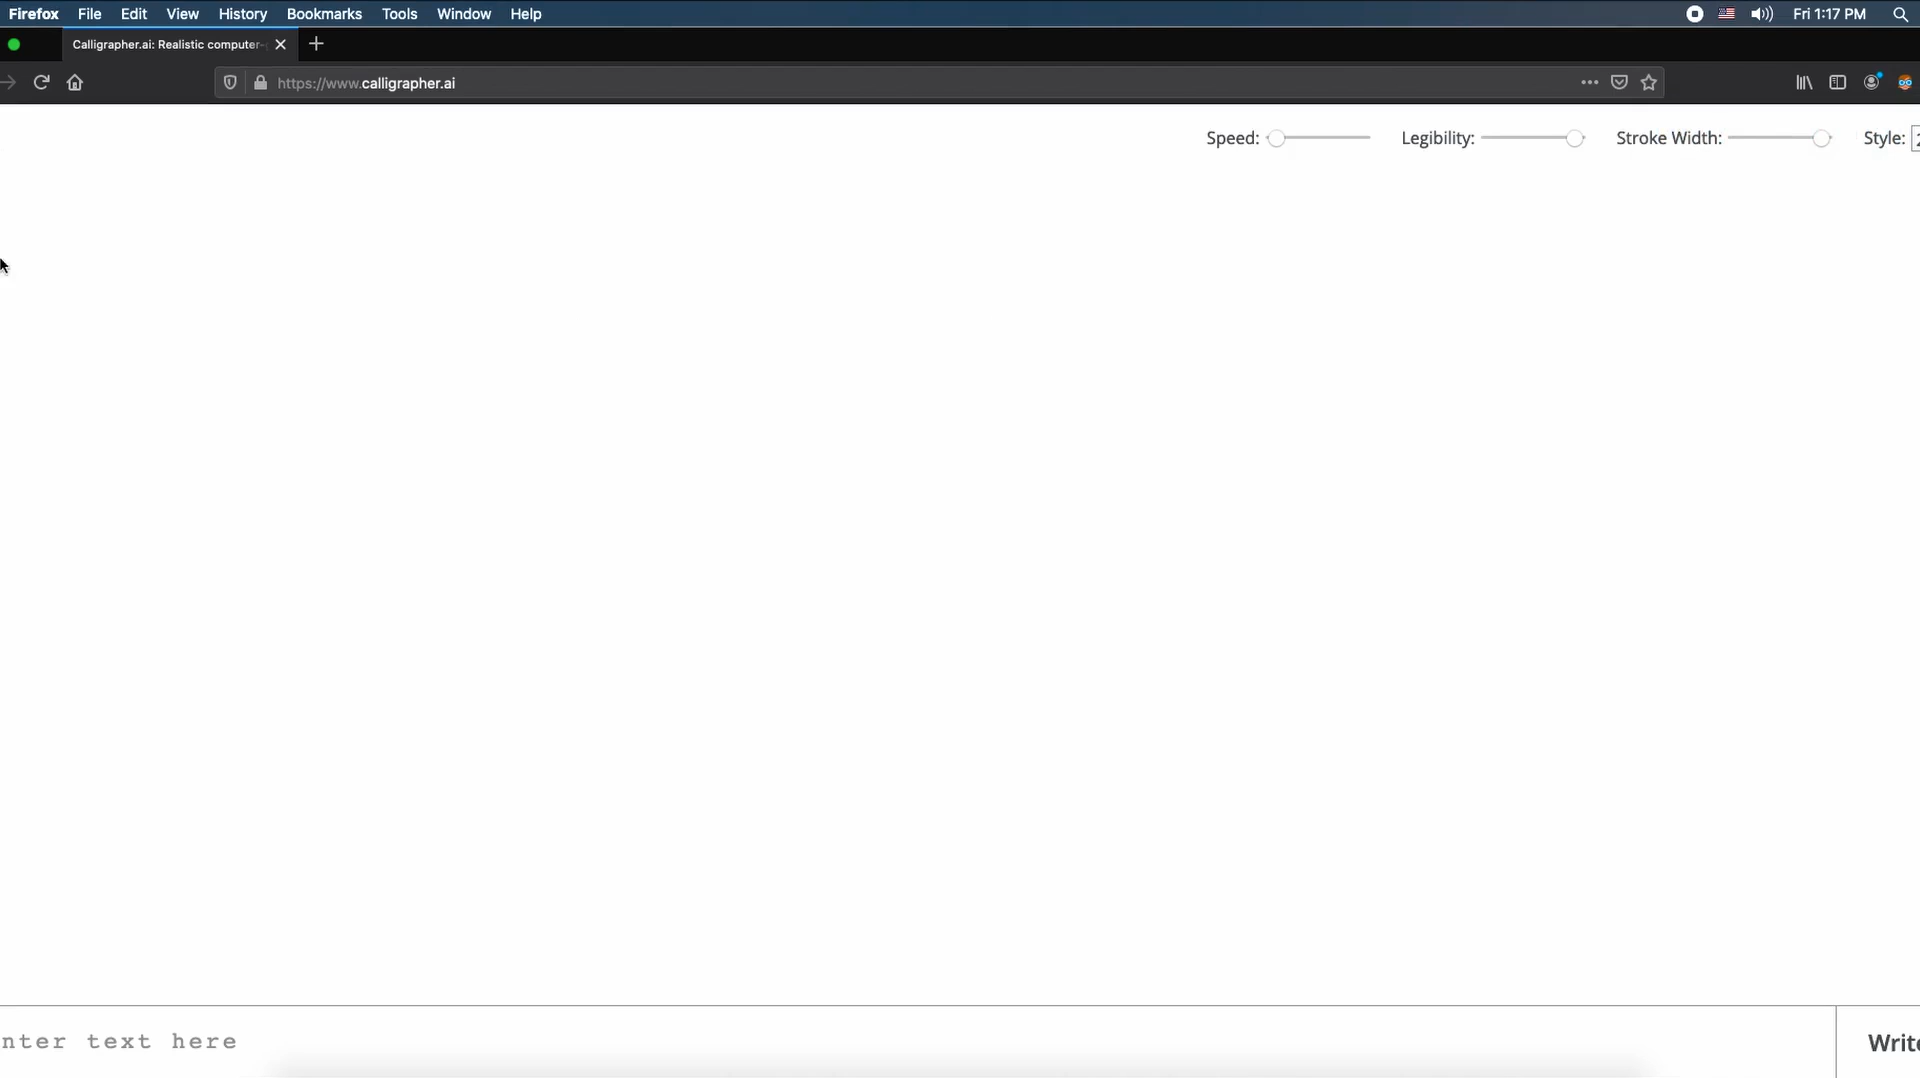 Firefox File Edit View History Bookmarks Tools Window Help Fri 1:17 PM
Calligrapher.ai: Realistic computer-
https://www.calligrapher.ai
Speed: Legibility: Stroke Width: Style:
nter text here
Write